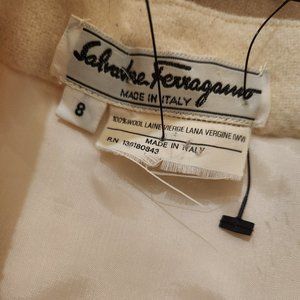 Salvatore Ferragamo
MADE IN ITALY
8
100%WOOL LAINE VIERGE LANA VERGINE (WV)
MADE IN ITALY
R.N